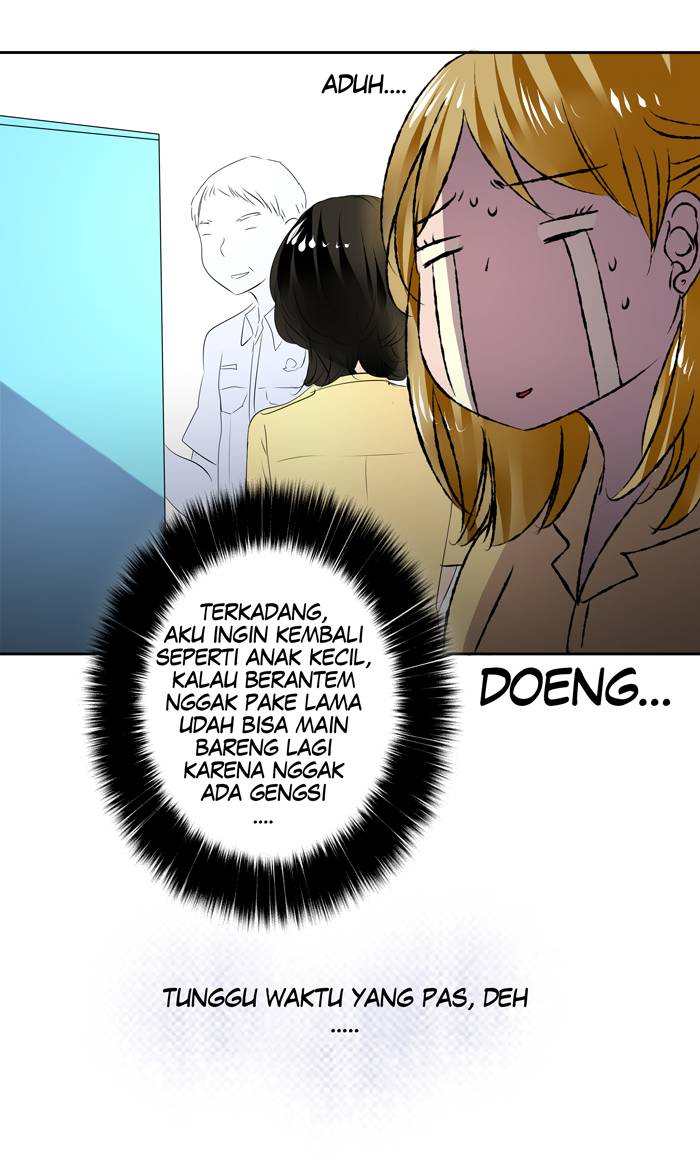 ADUH....
TERKADANG,
AKU INGIN KEMBALI
SEPERTI ANAK KECIL,
KALAU BERANTEM
NGGAK PAKE LAMA
UDAH BISA MAIN
BARENG LAGI
KARENA NGGAK
ADA GENGSI
....
DOENG...
TUNGGU WAKTU YANG PAS, DEH
.....